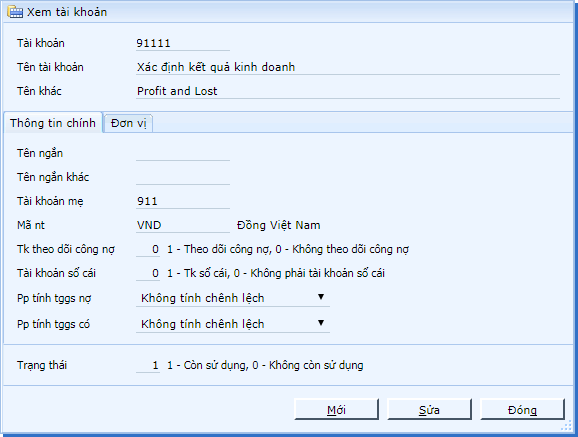 Xem tài khoản
Tài khoản 91111
Tên tài khoản Xác định kết quả kinh doanh
Tên khác Profit and Lost
Thông tin chính Đơn vị
Tên ngắn
Tên ngắn khác
Tài khoản mẹ 911
Mã nt VND Đồng Việt Nam
Tk theo dõi công nợ 0 1 - Theo dõi công nợ, 0 - Không theo dõi công nợ
Tài khoản sổ cái 0 1 - Tk sổ cái, 0 - Không phải tài khoản sổ cái
Pp tính tggs nợ Không tính chênh lệch
Pp tính tggs có Không tính chênh lệch
Trạng thái 1 1 - Còn sử dụng, 0 - Không còn sử dụng
Mới Sửa Đóng